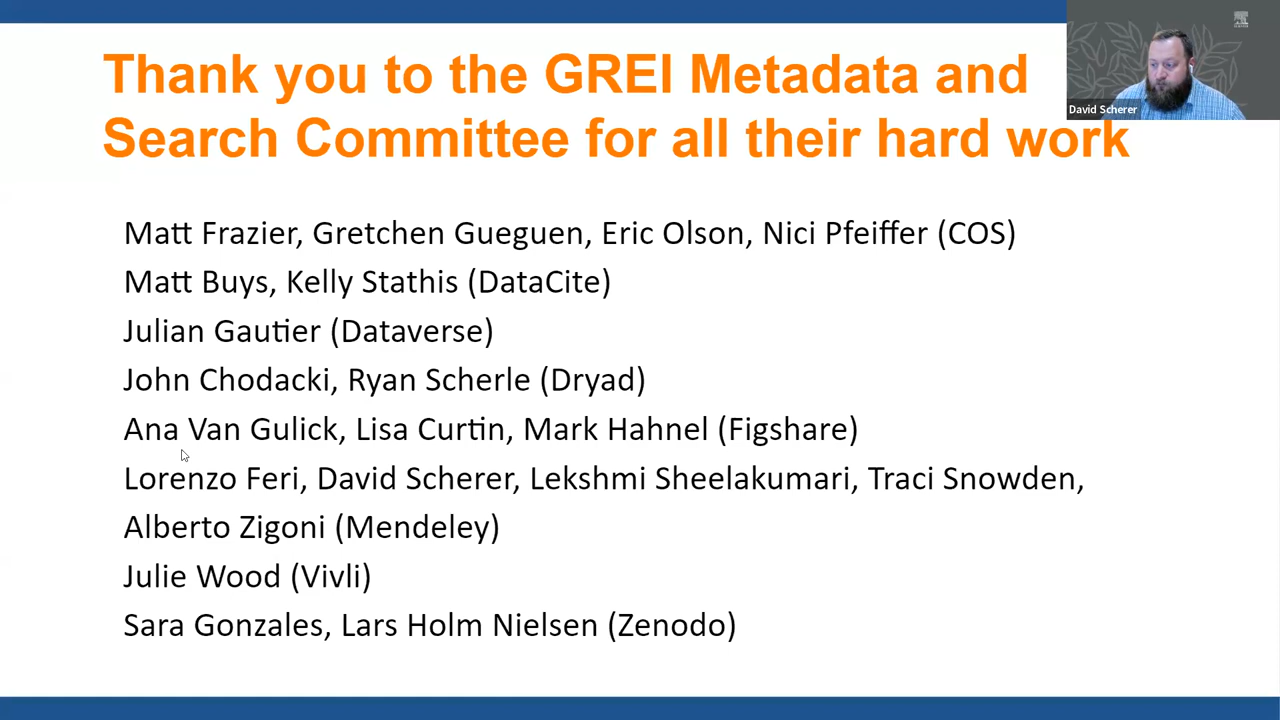 Thank you to the GREI Metadata and
Search Committee for all their hard work
David Scherer
Matt Frazier, Gretchen Gueguen, Eric Olson, Nici Pfeiffer (COS)
Matt Buys, Kelly Stathis (DataCite)
Julian Gautier (Dataverse)
John Chodacki, Ryan Scherle (Dryad)
Ana Van Gulick, Lisa Curtin, Mark Hahnel (Figshare)
Lorenzo Feri, David Scherer, Lekshmi Sheelakumari, Traci Snowden,
Alberto Zigoni (Mendeley)
Julie Wood (Vivli)
Sara Gonzales, Lars Holm Nielsen (Zenodo)